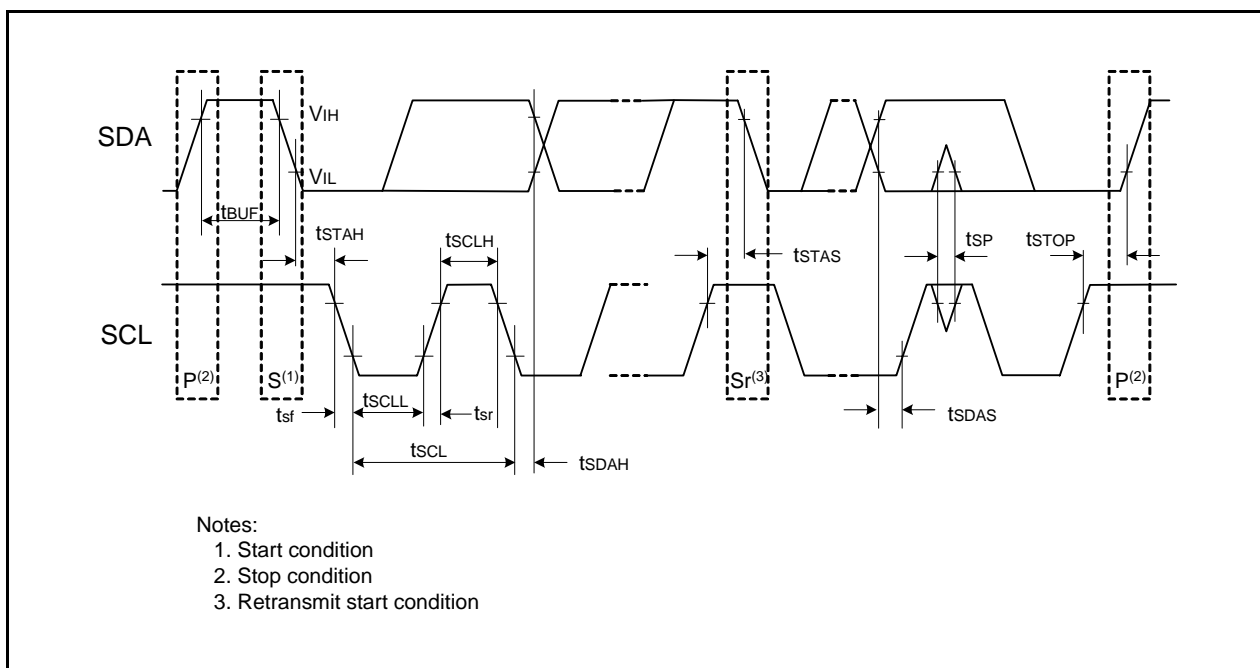 SDA
VIH
VIL
tBUF
tSTAH
tSCLH
tSTAS
tSP
tSTOP
SCL
P(2)
S(1)
Sr(3)
P(2)
tsf
tSCLL
tsr
tSDAS
tSCL
tSDAH
Notes:
1. Start condition
2. Stop condition
3. Retransmit start condition